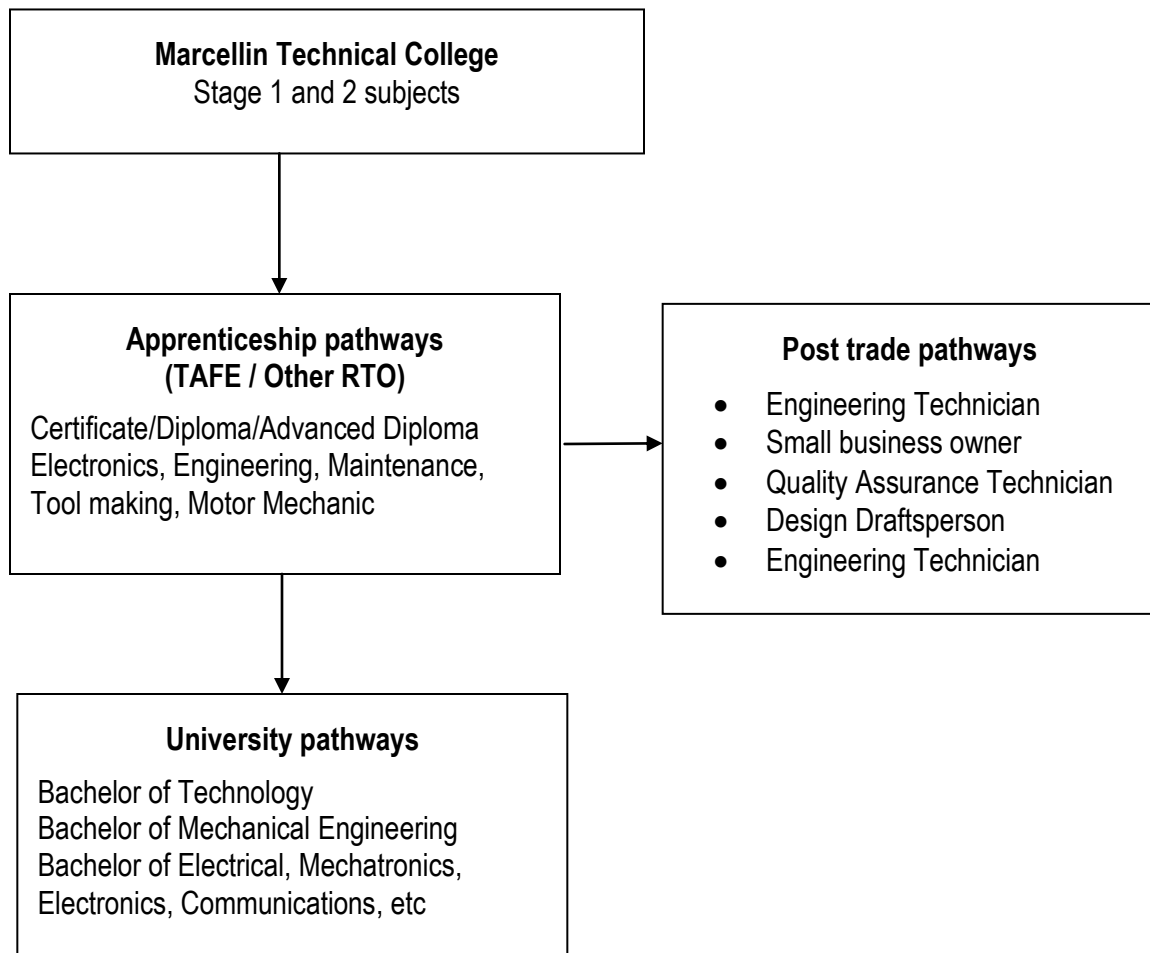 Marcellin Technical College
Stage 1 and 2 subjects
Apprenticeship pathways
(TAFE / Other RTO)
Certificate/Diploma/Advanced Diploma
Electronics, Engineering, Maintenance,
Tool making, Motor Mechanic
Post trade pathways
• Engineering Technician
• Small business owner
• Quality Assurance Technician
• Design Draftsperson
• Engineering Technician
University pathways
Bachelor of Technology
Bachelor of Mechanical Engineering
Bachelor of Electrical, Mechatronics,
Electronics, Communications, etc